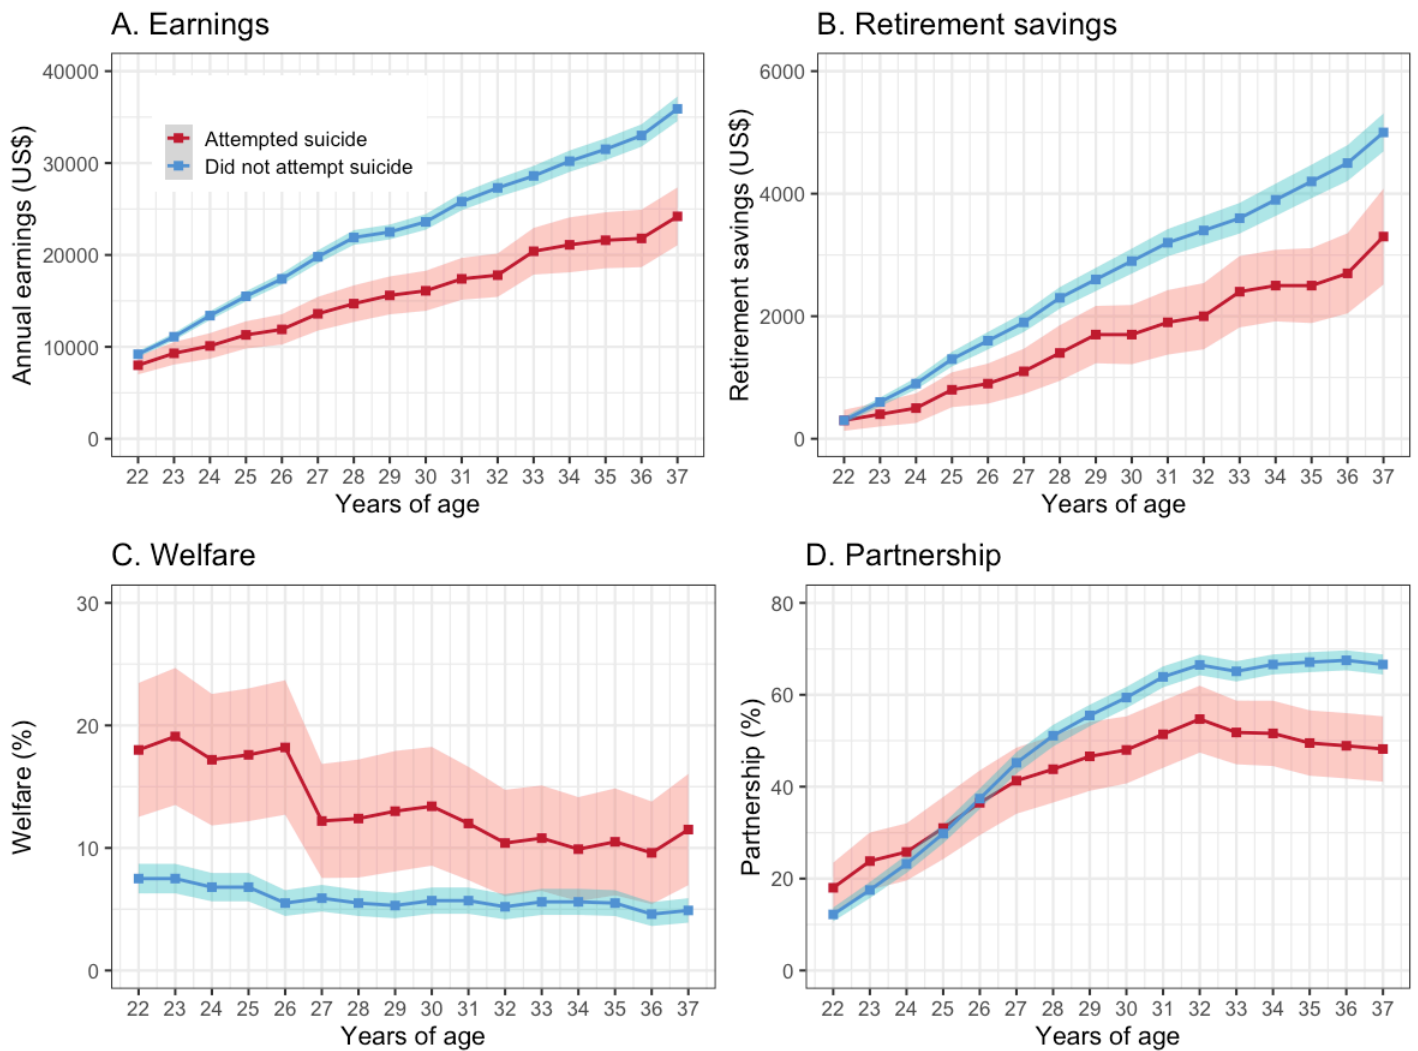 A. Earnings
Annual earnings (US$)
40000
30000
20000
10000
0
Attempted suicide
Did not attempt suicide
22 23 24 25 26 27 28 29 30 31 32 33 34 35 36 37
Years of age
B. Retirement savings
Retirement savings (US$)
6000
4000
2000
0
22 23 24 25 26 27 28 29 30 31 32 33 34 35 36 37
Years of age
C. Welfare
Welfare (%)
30
20
10
0
22 23 24 25 26 27 28 29 30 31 32 33 34 35 36 37
Years of age
D. Partnership
Partnership (%)
80
60
40
20
0
22 23 24 25 26 27 28 29 30 31 32 33 34 35 36 37
Years of age